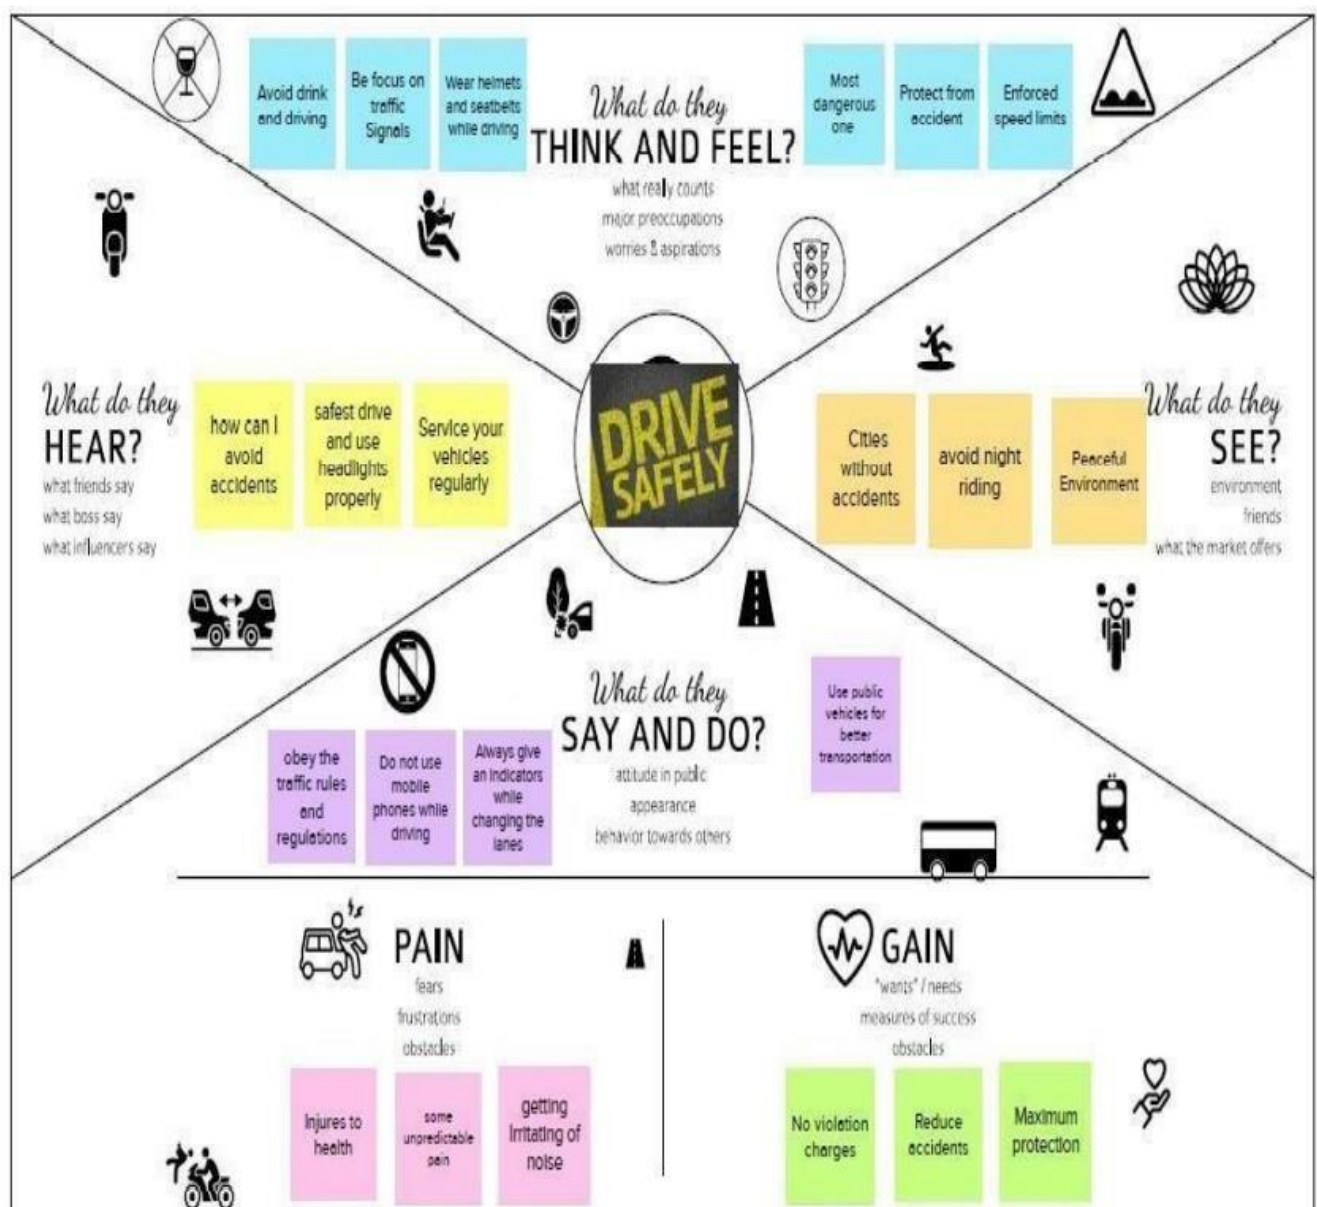 Avoid drink
and driving
Be focus on
traffic
Signals
Wear helmets
and seatbelts
while driving
What do they
THINK AND FEEL?
what really counts
major preoccupations
worries & aspirations
Most
dangerous
one
Protect from
accident
Enforced
speed limits
What do they
HEAR?
what friends say
what boss say
what influencers say
how can I
avoid
accidents
safest drive
and use
headlights
properly
Service your
vehicles
regularly
DRIVE
SAFELY
Cities
without
accidents
avoid night
riding
Peaceful
Environment
What do they
SEE?
environment
friends
what the market offers
obey the
traffic rules
and
regulations
Do not use
mobile
phones while
driving
Always give
an indicators
while
changing the
lanes
What do they
SAY AND DO?
attitude in public
appearance
behavior towards others
Use public
vehicles for
better
transportation
PAIN
fears
frustrations
obstacles
Injures to
health
some
unpredictable
pain
getting
irritating of
noise
GAIN
"wants" / needs
measures of success
obstacles
No violation
charges
Reduce
accidents
Maximum
protection